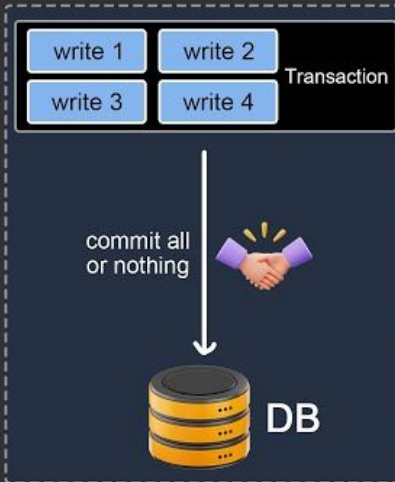 write 1 write 2
Transaction
write 3 write 4
commit all
or nothing
DB